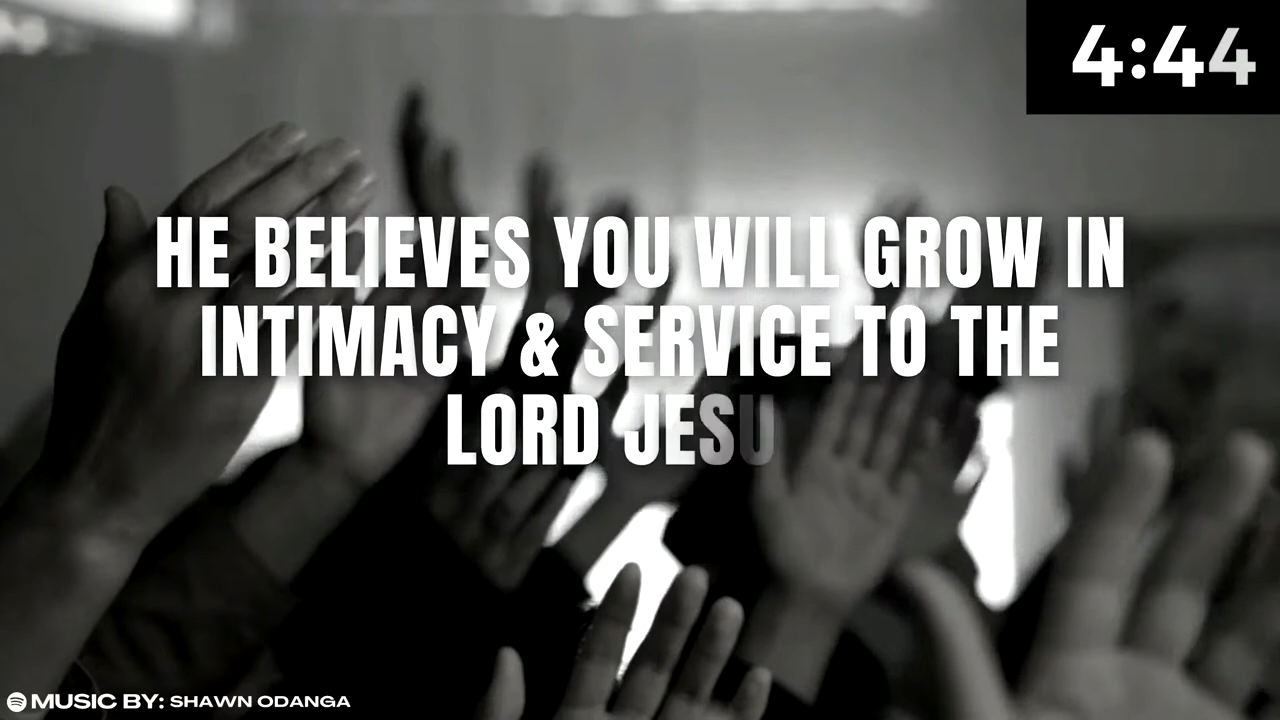 4:44
HE BELIEVES YOU WILL GROW IN
INTIMACY & SERVICE TO THE
LORD JESU
MUSIC BY: SHAWN ODANGA